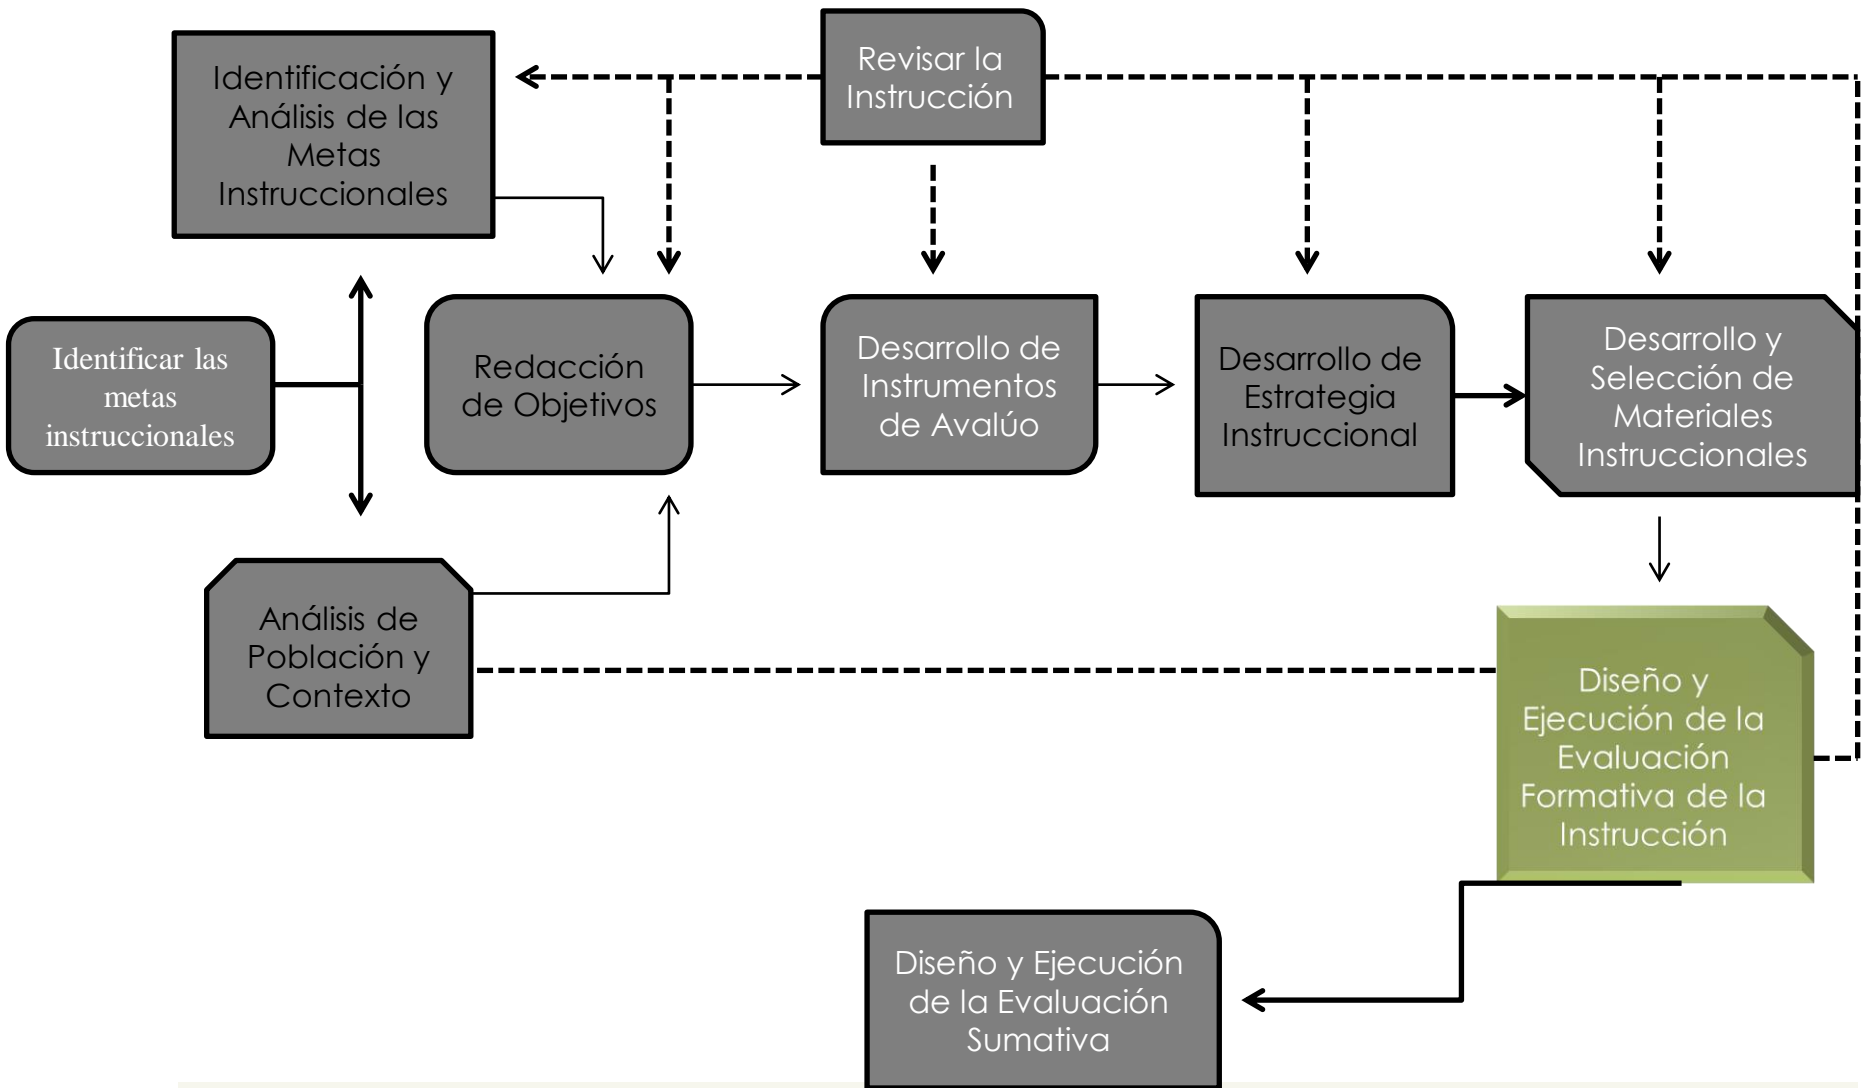 Identificación y
Análisis de las
Metas
Instruccionales
Revisar la
Instrucción
Identificar las
metas
instruccionales
Redacción
de Objetivos
Desarrollo de
Instrumentos
de Avalúo
Desarrollo de
Estrategia
Instruccional
Desarrollo y
Selección de
Materiales
Instruccionales
Análisis de
Población y
Contexto
Diseño y
Ejecución de la
Evaluación
Formativa de la
Instrucción
Diseño y Ejecución
de la Evaluación
Sumativa